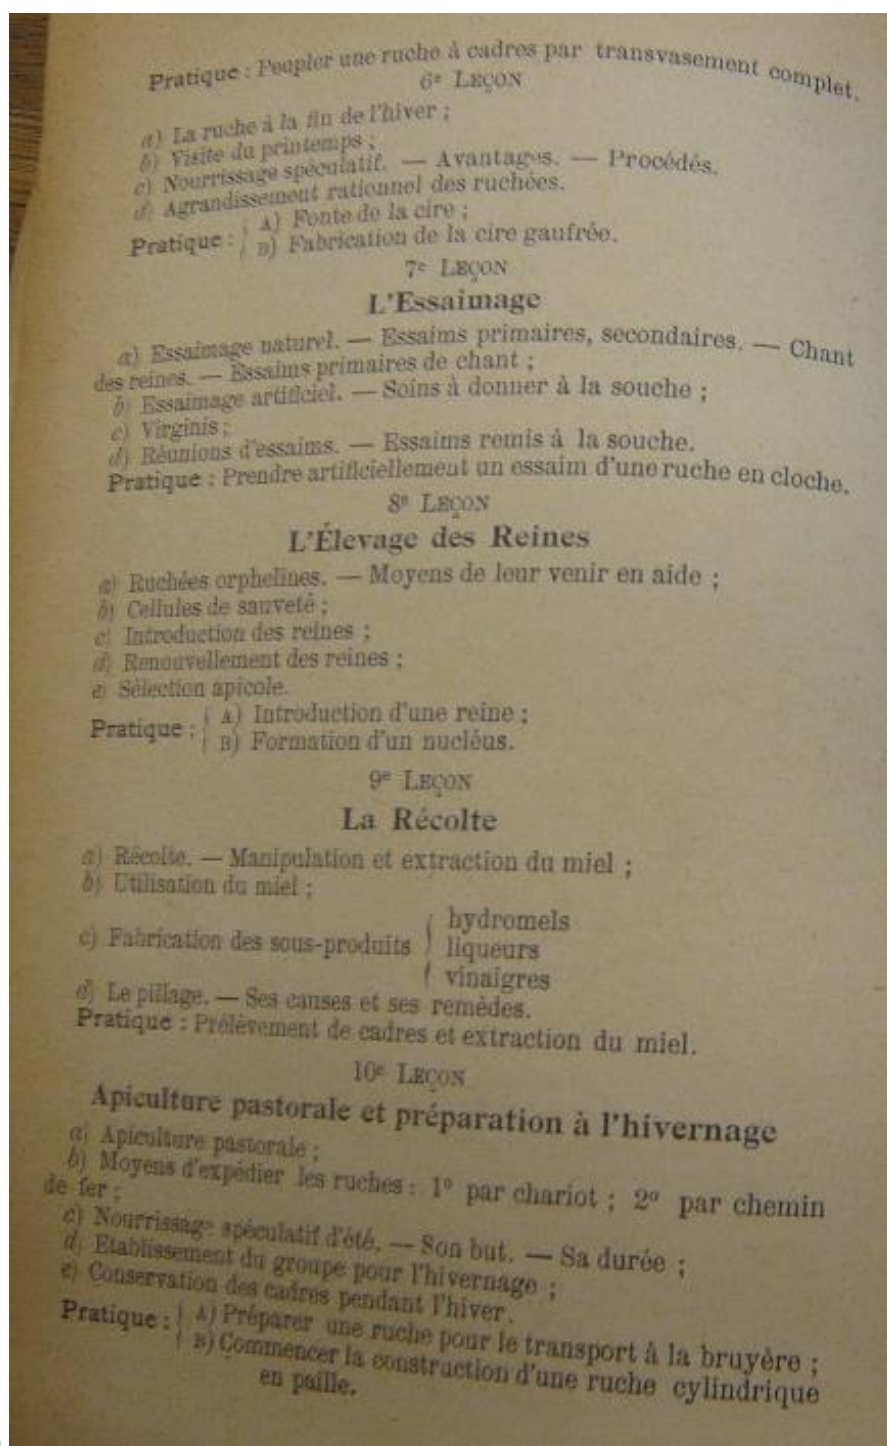 Pratique : Peupler une ruche à cadres par transvasement complet.
6e LEÇON
a) La ruche à la fin de l'hiver ;
b) Visite du printemps ;
c) Nourrissage spéculatif. — Avantages. — Procédés.
d) Agrandissement rationnel des ruchées.
Pratique : A) Fonte de la cire ;
B) Fabrication de la cire gaufrée.
7e LEÇON
L'Essaimage
a) Essaimage naturel. — Essaims primaires, secondaires. — Chant
des reines. — Essaims primaires de chant ;
b) Essaimage artificiel. — Soins à donner à la souche ;
c) Virginis ;
d) Réunions d'essaims. — Essaims remis à la souche.
Pratique : Prendre artificiellement un essaim d'une ruche en cloche.
8e LEÇON
L'Élevage des Reines
a) Ruchées orphelines. — Moyens de leur venir en aide ;
b) Cellules de sauveté ;
c) Introduction des reines ;
d) Renouvellement des reines ;
e) Sélection apicole.
Pratique : A) Introduction d'une reine ;
B) Formation d'un nucléus.
9e LEÇON
La Récolte
a) Récolte. — Manipulation et extraction du miel ;
b) Utilisation du miel ;
c) Fabrication des sous-produits
hydromels
liqueurs
vinaigres
d) Le pillage. — Ses causes et ses remèdes.
Pratique : Prélèvement de cadres et extraction du miel.
10e LEÇON
Apiculture pastorale et préparation à l'hivernage
a) Apiculture pastorale ;
b) Moyens d'expédier les ruches : 1o par chariot ; 2o par chemin
de fer ;
c) Nourrissage spéculatif d'été. — Son but. — Sa durée ;
d) Etablissement du groupe pour l'hivernage ;
e) Conservation des cadres pendant l'hiver.
Pratique : A) Préparer une ruche pour le transport à la bruyère ;
B) Commencer la construction d'une ruche cylindrique
en paille.